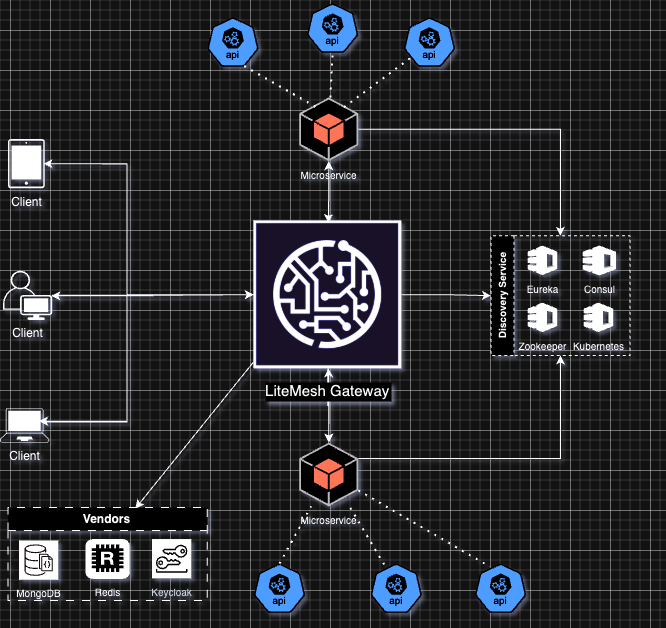 api
api
api
Microservice
Client
Client
Client
LiteMesh Gateway
Discovery Service
Eureka
Consul
Zookeeper
Kubernetes
Microservice
Vendors
R
MongoDB
Redis
Keycloak
api
api
api